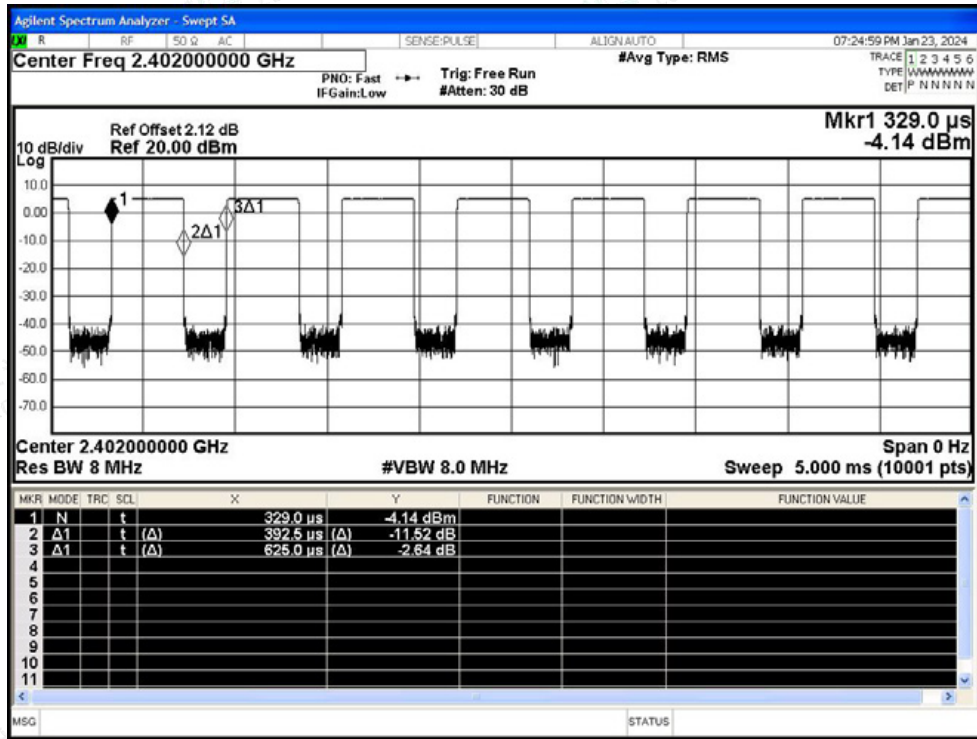 Agilent Spectrum Analyzer - Swept SA
R RF 50 Ω AC SENSE:PULSE ALIGN AUTO 07:24:59 PM Jan 23, 2024
Center Freq 2.402000000 GHz #Avg Type: RMS TRACE 1 2 3 4 5 6
PNO: Fast Trig: Free Run TYPE WWWWWW
IFGain:Low #Atten: 30 dB DET P N N N N N
Mkr1 329.0 µs
Ref Offset 2.12 dB
10 dB/div Ref 20.00 dBm -4.14 dBm
Log
10.0
1
3Δ1
0.00
2Δ1
-10.0
-20.0
-30.0
-40.0
-50.0
-60.0
-70.0
Center 2.402000000 GHz Span 0 Hz
Res BW 8 MHz #VBW 8.0 MHz Sweep 5.000 ms (10001 pts)
MKR MODE TRC SCL X Y FUNCTION FUNCTION WIDTH FUNCTION VALUE
1 N t 329.0 µs -4.14 dBm
2 Δ1 t (Δ) 392.5 µs (Δ) -11.52 dB
3 Δ1 t (Δ) 625.0 µs (Δ) -2.64 dB
4
5
6
7
8
9
10
11
MSG STATUS